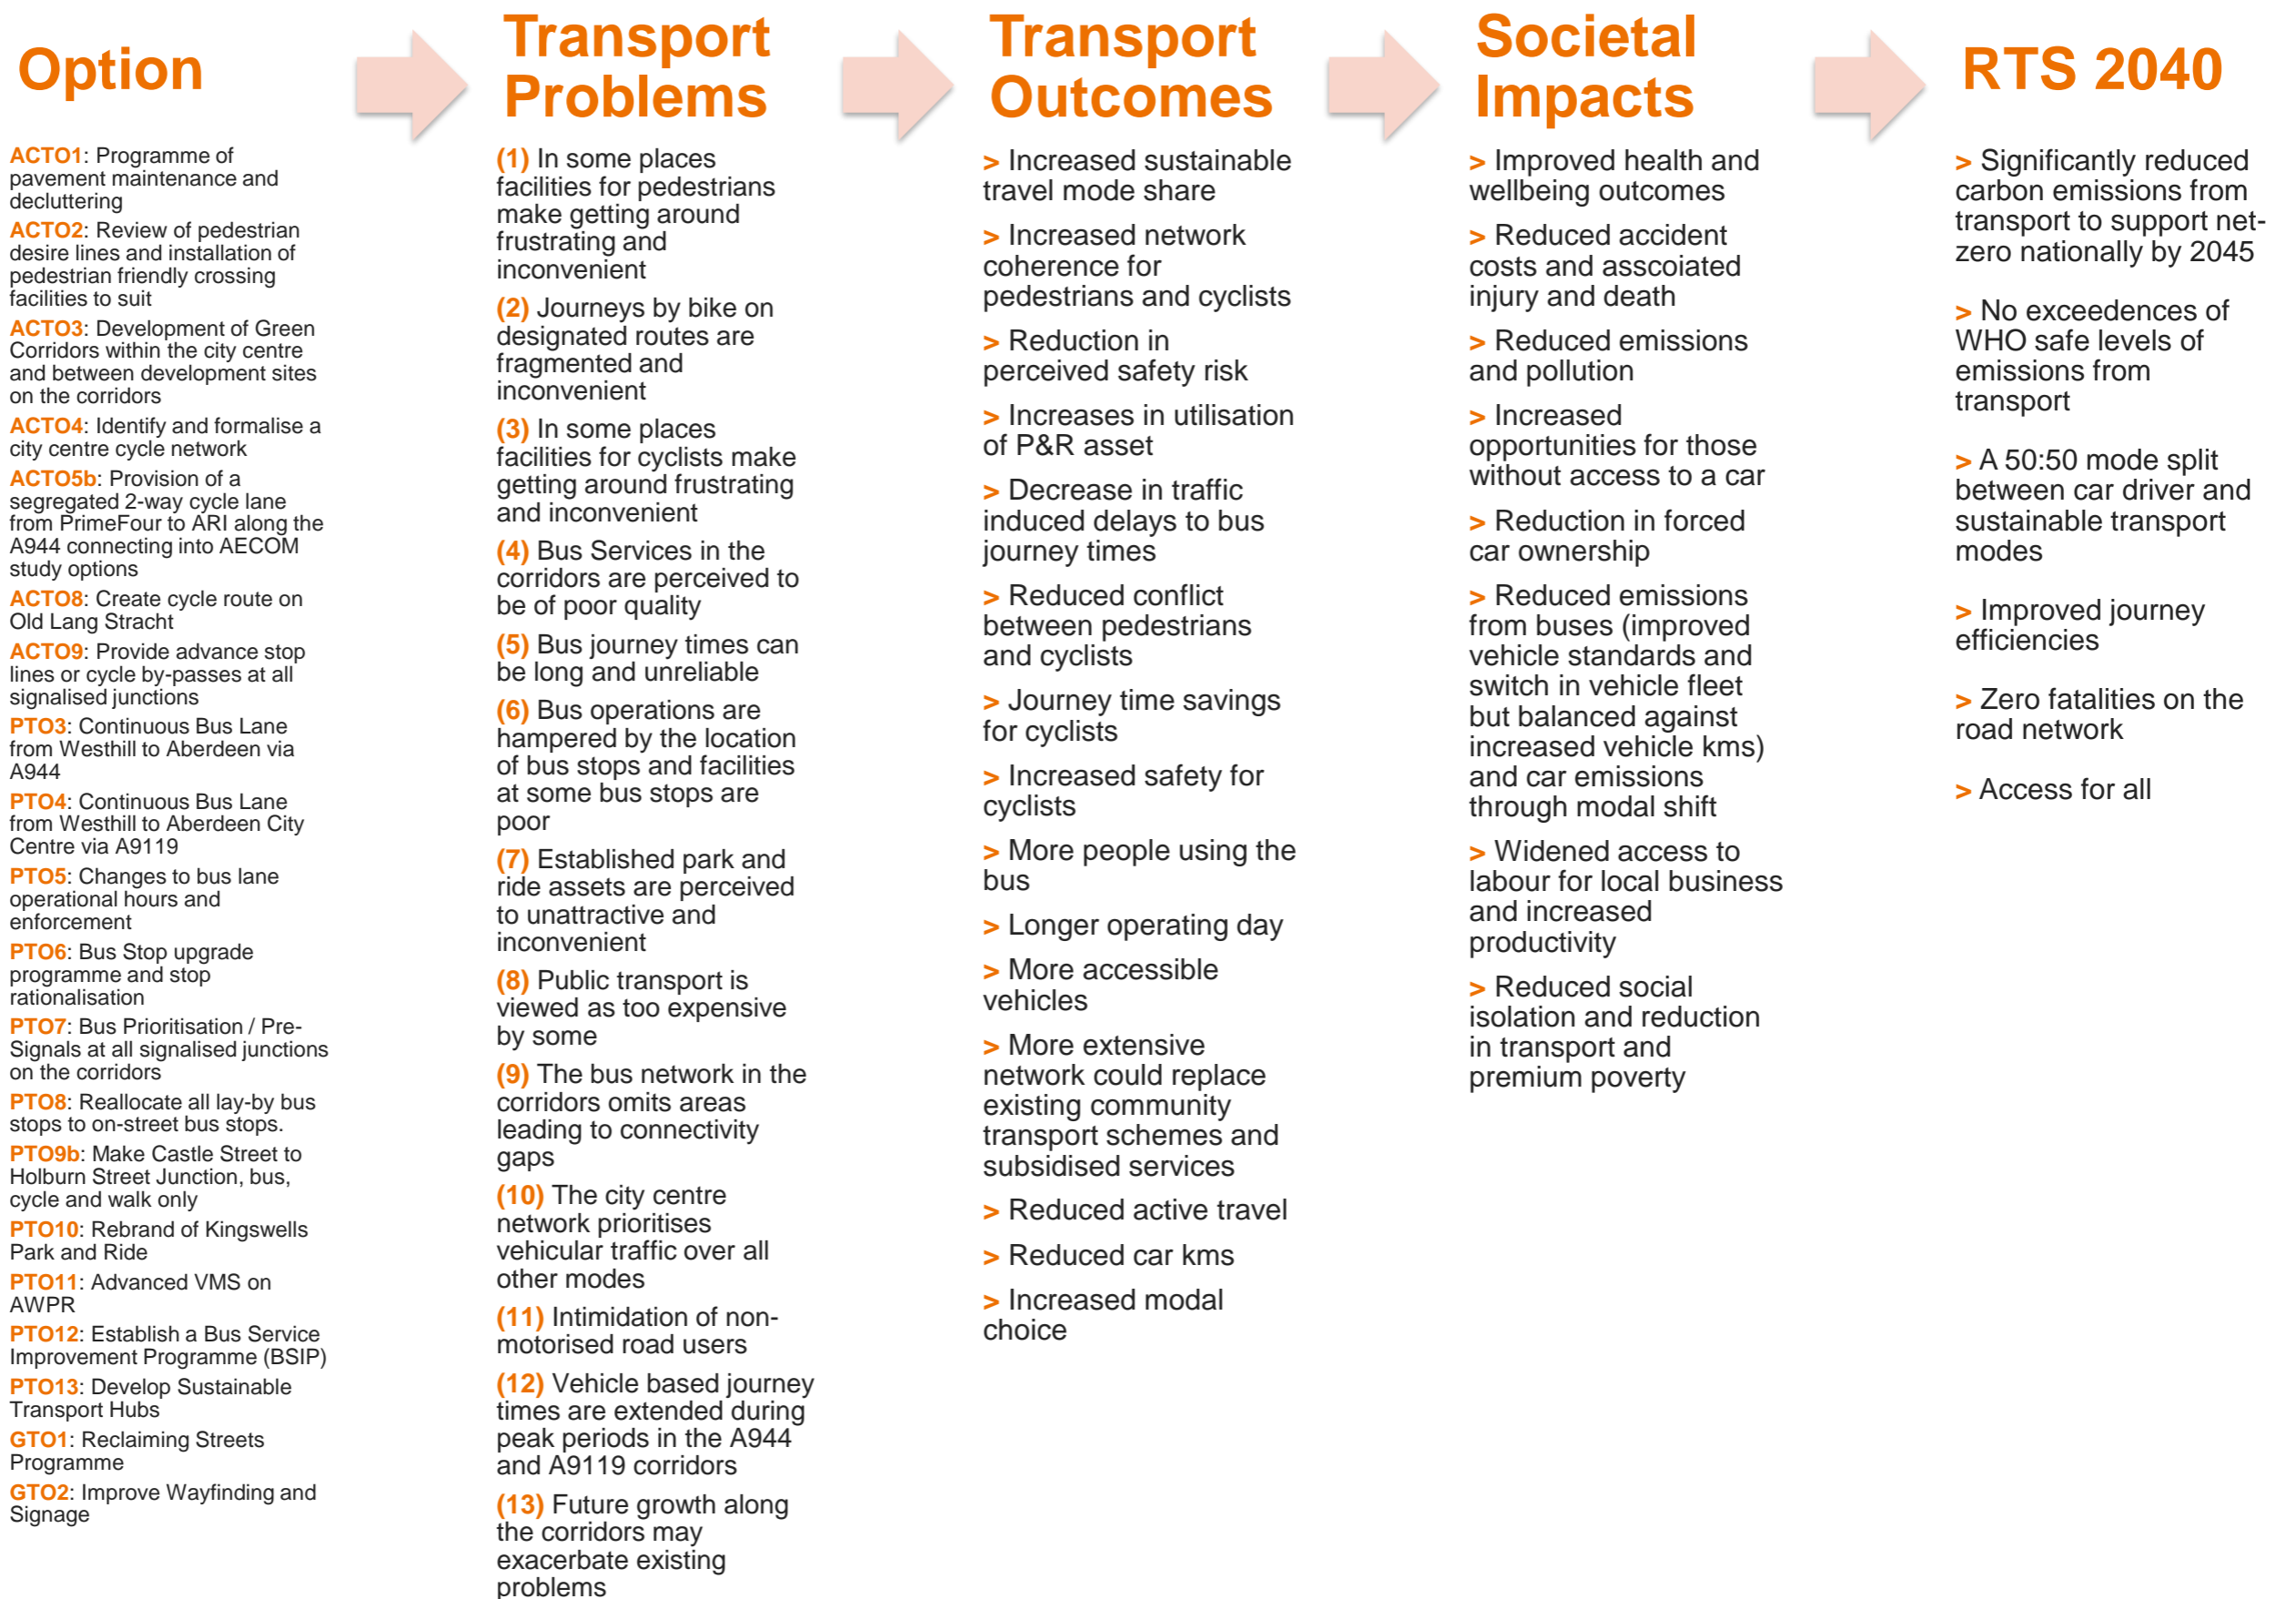 Option
ACTO1: Programme of
pavement maintenance and
decluttering
ACTO2: Review of pedestrian
desire lines and installation of
pedestrian friendly crossing
facilities to suit
ACTO3: Development of Green
Corridors within the city centre
and between development sites
on the corridors
ACTO4: Identify and formalise a
city centre cycle network
ACTO5b: Provision of a
segregated 2-way cycle lane
from PrimeFour to ARI along the
A944 connecting into AECOM
study options
ACTO8: Create cycle route on
Old Lang Stracht
ACTO9: Provide advance stop
lines or cycle by-passes at all
signalised junctions
PTO3: Continuous Bus Lane
from Westhill to Aberdeen via
A944
PTO4: Continuous Bus Lane
from Westhill to Aberdeen City
Centre via A9119
PTO5: Changes to bus lane
operational hours and
enforcement
PTO6: Bus Stop upgrade
programme and stop
rationalisation
PTO7: Bus Prioritisation / Pre-
Signals at all signalised junctions
on the corridors
PTO8: Reallocate all lay-by bus
stops to on-street bus stops.
PTO9b: Make Castle Street to
Holburn Street Junction, bus,
cycle and walk only
PTO10: Rebrand of Kingswells
Park and Ride
PTO11: Advanced VMS on
AWPR
PTO12: Establish a Bus Service
Improvement Programme (BSIP)
PTO13: Develop Sustainable
Transport Hubs
GTO1: Reclaiming Streets
Programme
GTO2: Improve Wayfinding and
Signage
Transport
Problems
(1) In some places
facilities for pedestrians
make getting around
frustrating and
inconvenient
(2) Journeys by bike on
designated routes are
fragmented and
inconvenient
(3) In some places
facilities for cyclists make
getting around frustrating
and inconvenient
(4) Bus Services in the
corridors are perceived to
be of poor quality
(5) Bus journey times can
be long and unreliable
(6) Bus operations are
hampered by the location
of bus stops and facilities
at some bus stops are
poor
(7) Established park and
ride assets are perceived
to unattractive and
inconvenient
(8) Public transport is
viewed as too expensive
by some
(9) The bus network in the
corridors omits areas
leading to connectivity
gaps
(10) The city centre
network prioritises
vehicular traffic over all
other modes
(11) Intimidation of non-
motorised road users
(12) Vehicle based journey
times are extended during
peak periods in the A944
and A9119 corridors
(13) Future growth along
the corridors may
exacerbate existing
problems
Transport
Outcomes
> Increased sustainable
travel mode share
> Increased network
coherence for
pedestrians and cyclists
> Reduction in
perceived safety risk
> Increases in utilisation
of P&R asset
> Decrease in traffic
induced delays to bus
journey times
> Reduced conflict
between pedestrians
and cyclists
> Journey time savings
for cyclists
> Increased safety for
cyclists
> More people using the
bus
> Longer operating day
> More accessible
vehicles
> More extensive
network could replace
existing community
transport schemes and
subsidised services
> Reduced active travel
> Reduced car kms
> Increased modal
choice
Societal
Impacts
> Improved health and
wellbeing outcomes
> Reduced accident
costs and asscoiated
injury and death
> Reduced emissions
and pollution
> Increased
opportunities for those
without access to a car
> Reduction in forced
car ownership
> Reduced emissions
from buses (improved
vehicle standards and
switch in vehicle fleet
but balanced against
increased vehicle kms)
and car emissions
through modal shift
> Widened access to
labour for local business
and increased
productivity
> Reduced social
isolation and reduction
in transport and
premium poverty
RTS 2040
> Significantly reduced
carbon emissions from
transport to support net-
zero nationally by 2045
> No exceedences of
WHO safe levels of
emissions from
transport
> A 50:50 mode split
between car driver and
sustainable transport
modes
> Improved journey
efficiencies
> Zero fatalities on the
road network
> Access for all